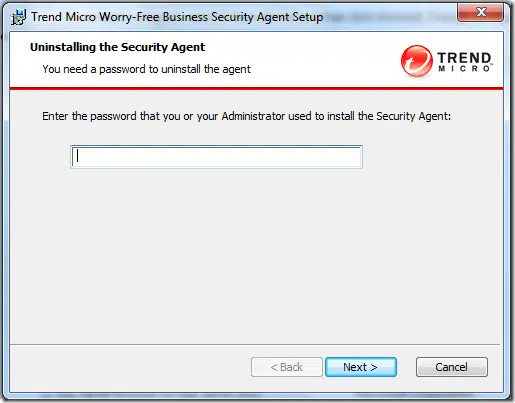 Trend Micro Worry-Free Business Security Agent Setup
Uninstalling the Security Agent
You need a password to uninstall the agent
TREND
MICRO™
Enter the password that you or your Administrator used to install the Security Agent:
< Back Next > Cancel